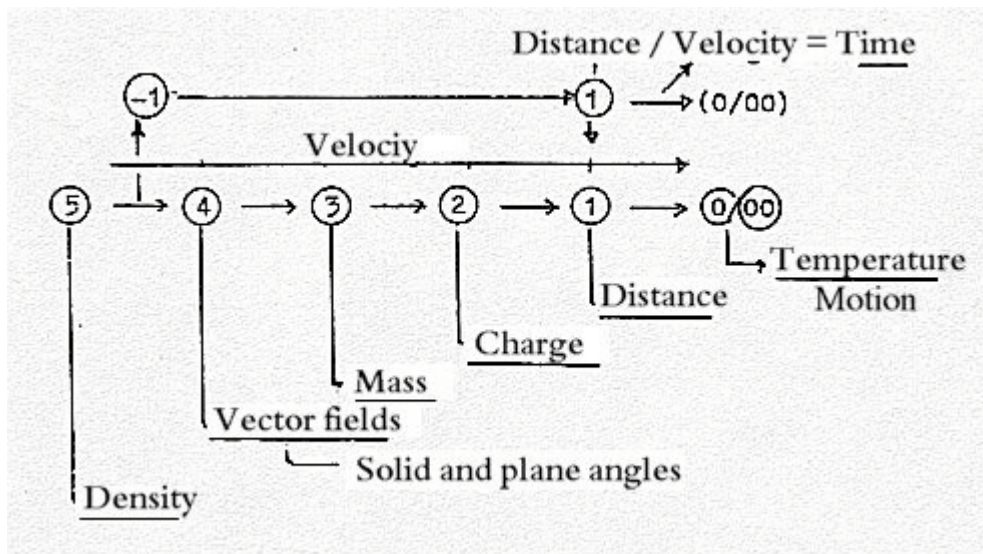 Distance / Velocity = Time
-1 1 (0/00)
Velociy
5 4 3 2 1 0/00
Temperature
Motion
Distance
Charge
Mass
Vector fields
Solid and plane angles
Density